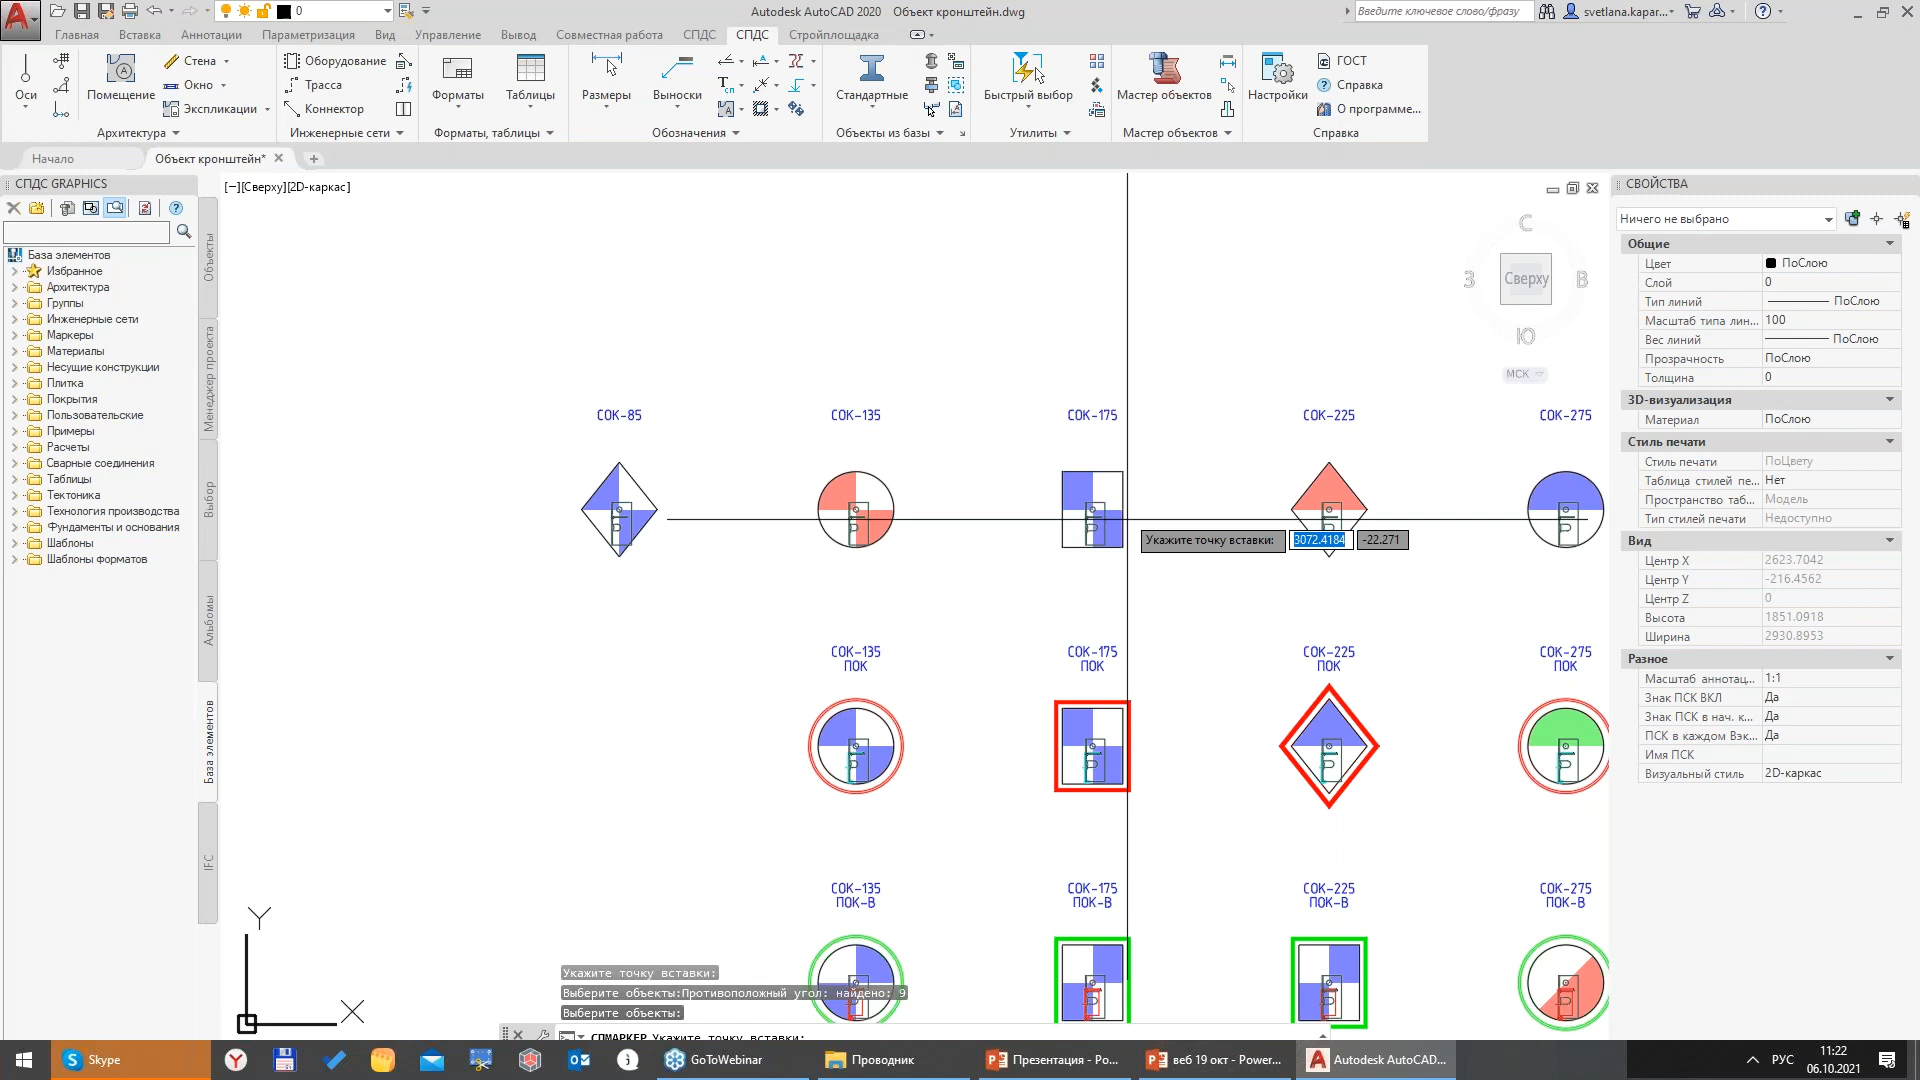 Autodesk AutoCAD 2020 Объект кронштейн.dwg
0
Введите ключевое слово/фразу
svetlana.kapar...
Главная Вставка Аннотации Параметризация Вид Управление Вывод Совместная работа СПДС СПДС Стройплощадка
Оси
Помещение
Стена
Окно
Экспликации
Архитектура
Оборудование
Трасса
Коннектор
Инженерные сети
Форматы
Таблицы
Форматы, таблицы
Размеры
Выноски
Обозначения
Стандартные
Объекты из базы
Быстрый выбор
Утилиты
Мастер объектов
Мастер объектов
Настройки
ГОСТ
Справка
О программе...
Справка
Начало
Объект кронштейн*
СПДС GRAPHICS
База элементов
Избранное
Архитектура
Группы
Инженерные сети
Маркеры
Материалы
Несущие конструкции
Плитка
Покрытия
Пользовательские
Примеры
Расчеты
Сварные соединения
Таблицы
Тектоника
Технология производства
Фундаменты и основания
Шаблоны
Шаблоны форматов
Объекты
Менеджер проекта
Выбор
Альбомы
База элементов
IFC
[−][Сверху][2D-каркас]
С
З
Сверху
В
Ю
МСК
СОК-85 СОК-135 СОК-175 СОК-225 СОК-275
Укажите точку вставки: 3072.4184 -22.271
СОК-135 СОК-175 СОК-225 СОК-275
ПОК ПОК ПОК ПОК
СОК-135 СОК-175 СОК-225 СОК-275
ПОК-В ПОК-В ПОК-В ПОК-В
Y
X
Укажите точку вставки:
Выберите объекты:Противоположный угол: найдено: 9
Выберите объекты:
СПМАРКЕР Укажите точку вставки:
СВОЙСТВА
Ничего не выбрано
Общие
Цвет ПоСлою
Слой 0
Тип линий ПоСлою
Масштаб типа лин... 100
Вес линий ПоСлою
Прозрачность ПоСлою
Толщина 0
3D-визуализация
Материал ПоСлою
Стиль печати
Стиль печати ПоЦвету
Таблица стилей пе... Нет
Пространство таб... Модель
Тип стилей печати Недоступно
Вид
Центр X 2623.7042
Центр Y -216.4562
Центр Z 0
Высота 1851.0918
Ширина 2930.8953
Разное
Масштаб аннотац... 1:1
Знак ПСК ВКЛ Да
Знак ПСК в нач. к... Да
ПСК в каждом Вэк... Да
Имя ПСК
Визуальный стиль 2D-каркас
Skype
GoToWebinar
Проводник
Презентация - Po...
веб 19 окт - Power...
Autodesk AutoCAD...
РУС
11:22
06.10.2021